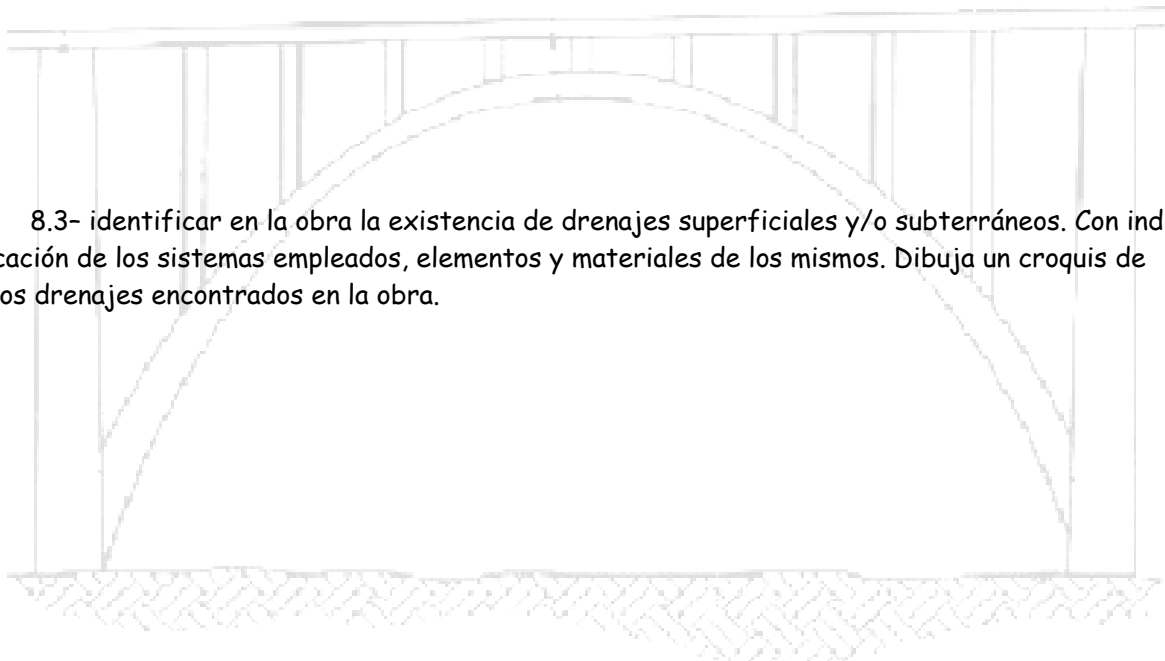 8.3– identificar en la obra la existencia de drenajes superficiales y/o subterráneos. Con ind
cación de los sistemas empleados, elementos y materiales de los mismos. Dibuja un croquis de
os drenajes encontrados en la obra.